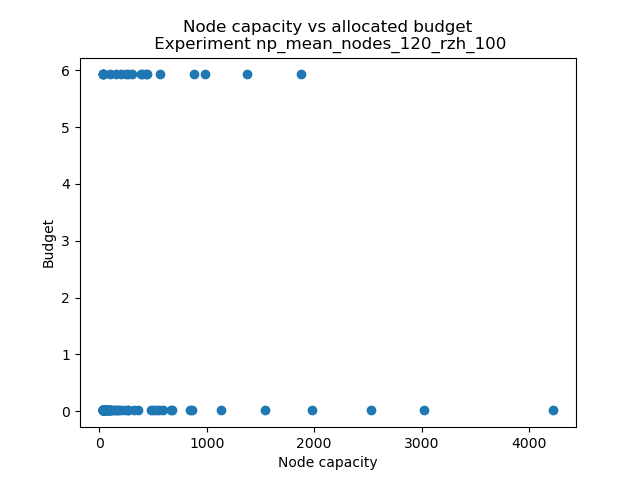 Node capacity vs allocated budget
Experiment np_mean_nodes_120_rzh_100
6
5
4
3
2
1
0
Budget
0 1000 2000 3000 4000
Node capacity